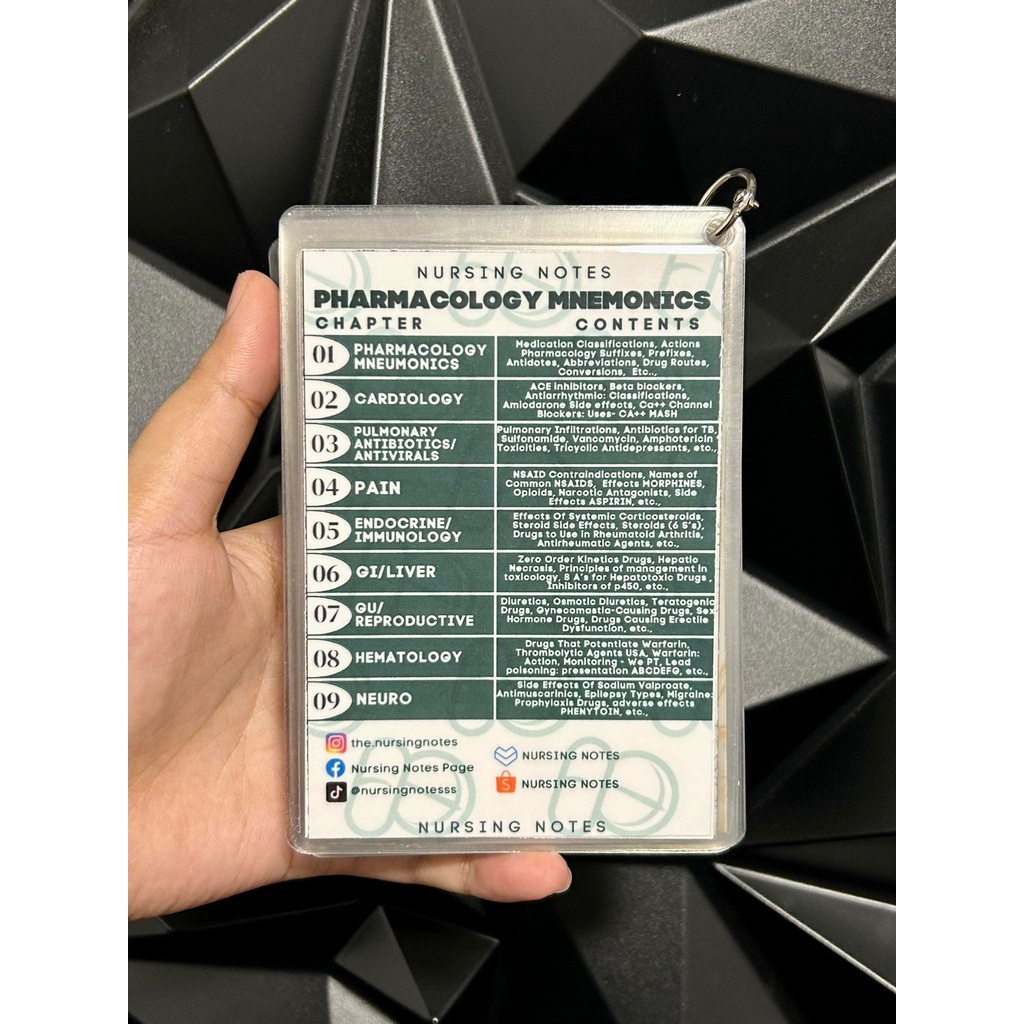 NURSING NOTES
PHARMACOLOGY MNEMONICS
CHAPTER CONTENTS
01 PHARMACOLOGY
MNEUMONICS
Medication Classifications, Actions
Pharmacology Suffixes, Prefixes,
Antidotes, Abbreviations, Drug Routes,
Conversions, Etc..,
02 CARDIOLOGY
ACE inhibitors, Beta blockers,
Antiarrhythmic: Classifications,
Amiodarone Side effects, Ca++ Channel
Blockers: Uses- CA++ MASH
03 PULMONARY
ANTIBIOTICS/
ANTIVIRALS
Pulmonary Infiltrations, Antibiotics for TB,
Sulfonamide, Vancomycin, Amphotericin
Toxicities, Tricyclic Antidepressants, etc.,
04 PAIN
NSAID Contraindications, Names of
Common NSAIDS, Effects MORPHINES,
Opioids, Narcotic Antagonists, Side
Effects ASPIRIN, etc.,
05 ENDOCRINE/
IMMUNOLOGY
Effects Of Systemic Corticosteroids,
Steroid Side Effects, Steroids (6 S's),
Drugs to Use in Rheumatoid Arthritis,
Antirheumatic Agents, etc.,
06 GI/LIVER
Zero Order Kinetics Drugs, Hepatic
Necrosis, Principles of management in
toxicology, 8 A's for Hepatotoxic Drugs ,
Inhibitors of p450, etc.,
07 GU/
REPRODUCTIVE
Diuretics, Osmotic Diuretics, Teratogenic
Drugs, Gynecomastia-Causing Drugs, Sex
Hormone Drugs, Drugs Causing Erectile
Dysfunction, etc.,
08 HEMATOLOGY
Drugs That Potentiate Warfarin,
Thrombolytic Agents USA, Warfarin:
Action, Monitoring - We PT, Lead
poisoning: presentation ABCDEFG, etc.,
09 NEURO
Side Effects Of Sodium Valproate,
Antimuscarinics, Epilepsy Types, Migraine:
Prophylaxis Drugs, adverse effects
PHENYTOIN, etc.,
the.nursingnotes
Nursing Notes Page
@nursingnotesss
NURSING NOTES
NURSING NOTES
NURSING NOTES